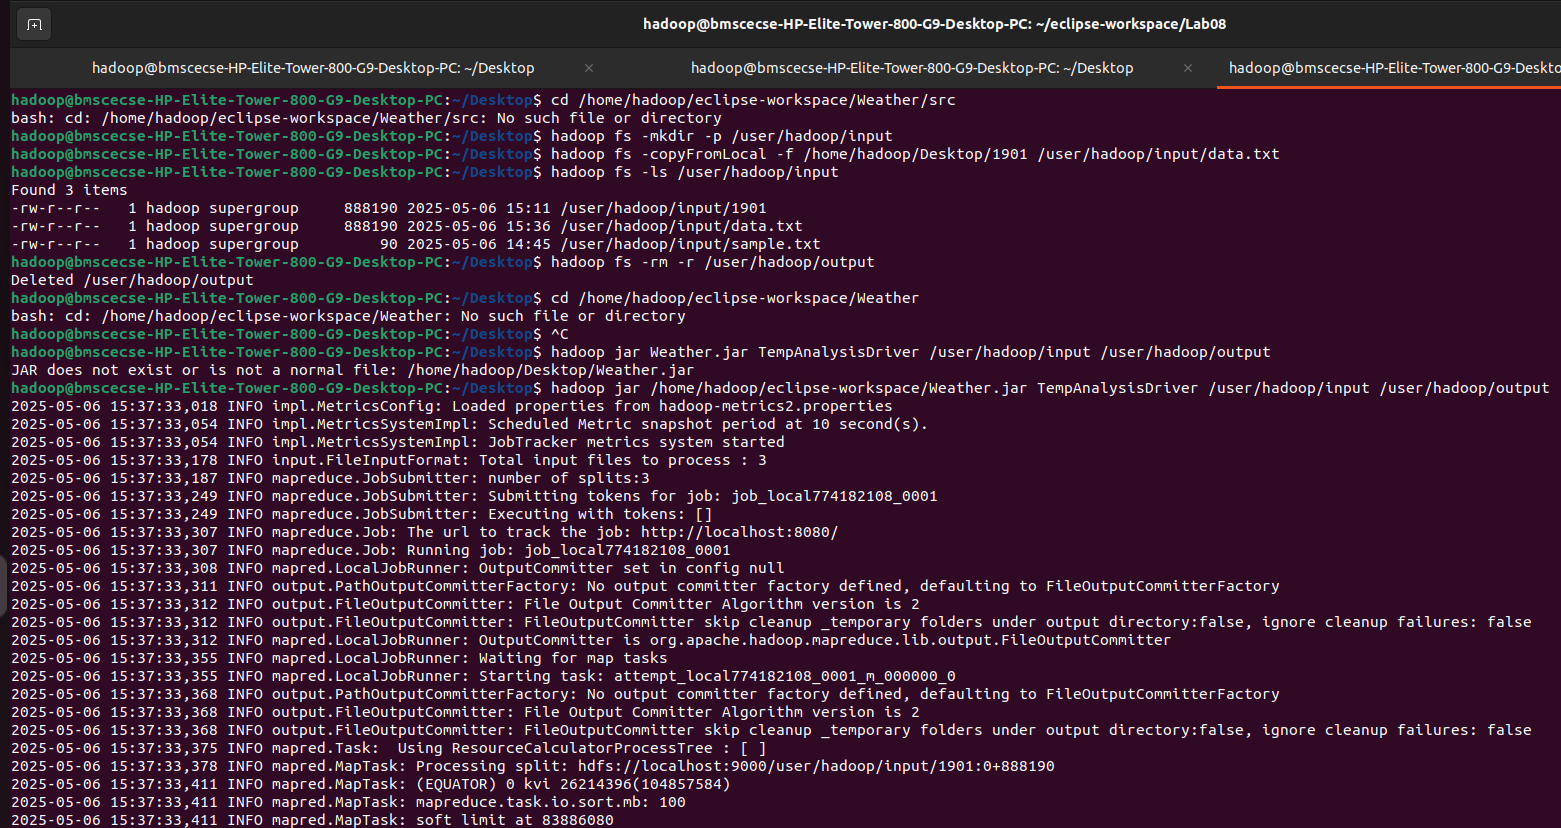 hadoop@bmscecse-HP-Elite-Tower-800-G9-Desktop-PC: ~/eclipse-workspace/Lab08
hadoop@bmscecse-HP-Elite-Tower-800-G9-Desktop-PC: ~/Desktop × hadoop@bmscecse-HP-Elite-Tower-800-G9-Desktop-PC: ~/Desktop × hadoop@bmscecse-HP-Elite-Tower-800-G9-Deskto
hadoop@bmscecse-HP-Elite-Tower-800-G9-Desktop-PC:~/Desktop$ cd /home/hadoop/eclipse-workspace/Weather/src
bash: cd: /home/hadoop/eclipse-workspace/Weather/src: No such file or directory
hadoop@bmscecse-HP-Elite-Tower-800-G9-Desktop-PC:~/Desktop$ hadoop fs -mkdir -p /user/hadoop/input
hadoop@bmscecse-HP-Elite-Tower-800-G9-Desktop-PC:~/Desktop$ hadoop fs -copyFromLocal -f /home/hadoop/Desktop/1901 /user/hadoop/input/data.txt
hadoop@bmscecse-HP-Elite-Tower-800-G9-Desktop-PC:~/Desktop$ hadoop fs -ls /user/hadoop/input
Found 3 items
-rw-r--r--   1 hadoop supergroup     888190 2025-05-06 15:11 /user/hadoop/input/1901
-rw-r--r--   1 hadoop supergroup     888190 2025-05-06 15:36 /user/hadoop/input/data.txt
-rw-r--r--   1 hadoop supergroup         90 2025-05-06 14:45 /user/hadoop/input/sample.txt
hadoop@bmscecse-HP-Elite-Tower-800-G9-Desktop-PC:~/Desktop$ hadoop fs -rm -r /user/hadoop/output
Deleted /user/hadoop/output
hadoop@bmscecse-HP-Elite-Tower-800-G9-Desktop-PC:~/Desktop$ cd /home/hadoop/eclipse-workspace/Weather
bash: cd: /home/hadoop/eclipse-workspace/Weather: No such file or directory
hadoop@bmscecse-HP-Elite-Tower-800-G9-Desktop-PC:~/Desktop$ ^C
hadoop@bmscecse-HP-Elite-Tower-800-G9-Desktop-PC:~/Desktop$ hadoop jar Weather.jar TempAnalysisDriver /user/hadoop/input /user/hadoop/output
JAR does not exist or is not a normal file: /home/hadoop/Desktop/Weather.jar
hadoop@bmscecse-HP-Elite-Tower-800-G9-Desktop-PC:~/Desktop$ hadoop jar /home/hadoop/eclipse-workspace/Weather.jar TempAnalysisDriver /user/hadoop/input /user/hadoop/output
2025-05-06 15:37:33,018 INFO impl.MetricsConfig: Loaded properties from hadoop-metrics2.properties
2025-05-06 15:37:33,054 INFO impl.MetricsSystemImpl: Scheduled Metric snapshot period at 10 second(s).
2025-05-06 15:37:33,054 INFO impl.MetricsSystemImpl: JobTracker metrics system started
2025-05-06 15:37:33,178 INFO input.FileInputFormat: Total input files to process : 3
2025-05-06 15:37:33,187 INFO mapreduce.JobSubmitter: number of splits:3
2025-05-06 15:37:33,249 INFO mapreduce.JobSubmitter: Submitting tokens for job: job_local774182108_0001
2025-05-06 15:37:33,249 INFO mapreduce.JobSubmitter: Executing with tokens: []
2025-05-06 15:37:33,307 INFO mapreduce.Job: The url to track the job: http://localhost:8080/
2025-05-06 15:37:33,307 INFO mapreduce.Job: Running job: job_local774182108_0001
2025-05-06 15:37:33,308 INFO mapred.LocalJobRunner: OutputCommitter set in config null
2025-05-06 15:37:33,311 INFO output.PathOutputCommitterFactory: No output committer factory defined, defaulting to FileOutputCommitterFactory
2025-05-06 15:37:33,312 INFO output.FileOutputCommitter: File Output Committer Algorithm version is 2
2025-05-06 15:37:33,312 INFO output.FileOutputCommitter: FileOutputCommitter skip cleanup _temporary folders under output directory:false, ignore cleanup failures: false
2025-05-06 15:37:33,312 INFO mapred.LocalJobRunner: OutputCommitter is org.apache.hadoop.mapreduce.lib.output.FileOutputCommitter
2025-05-06 15:37:33,355 INFO mapred.LocalJobRunner: Waiting for map tasks
2025-05-06 15:37:33,355 INFO mapred.LocalJobRunner: Starting task: attempt_local774182108_0001_m_000000_0
2025-05-06 15:37:33,368 INFO output.PathOutputCommitterFactory: No output committer factory defined, defaulting to FileOutputCommitterFactory
2025-05-06 15:37:33,368 INFO output.FileOutputCommitter: File Output Committer Algorithm version is 2
2025-05-06 15:37:33,368 INFO output.FileOutputCommitter: FileOutputCommitter skip cleanup _temporary folders under output directory:false, ignore cleanup failures: false
2025-05-06 15:37:33,375 INFO mapred.Task:  Using ResourceCalculatorProcessTree : [ ]
2025-05-06 15:37:33,378 INFO mapred.MapTask: Processing split: hdfs://localhost:9000/user/hadoop/input/1901:0+888190
2025-05-06 15:37:33,411 INFO mapred.MapTask: (EQUATOR) 0 kvi 26214396(104857584)
2025-05-06 15:37:33,411 INFO mapred.MapTask: mapreduce.task.io.sort.mb: 100
2025-05-06 15:37:33,411 INFO mapred.MapTask: soft limit at 83886080